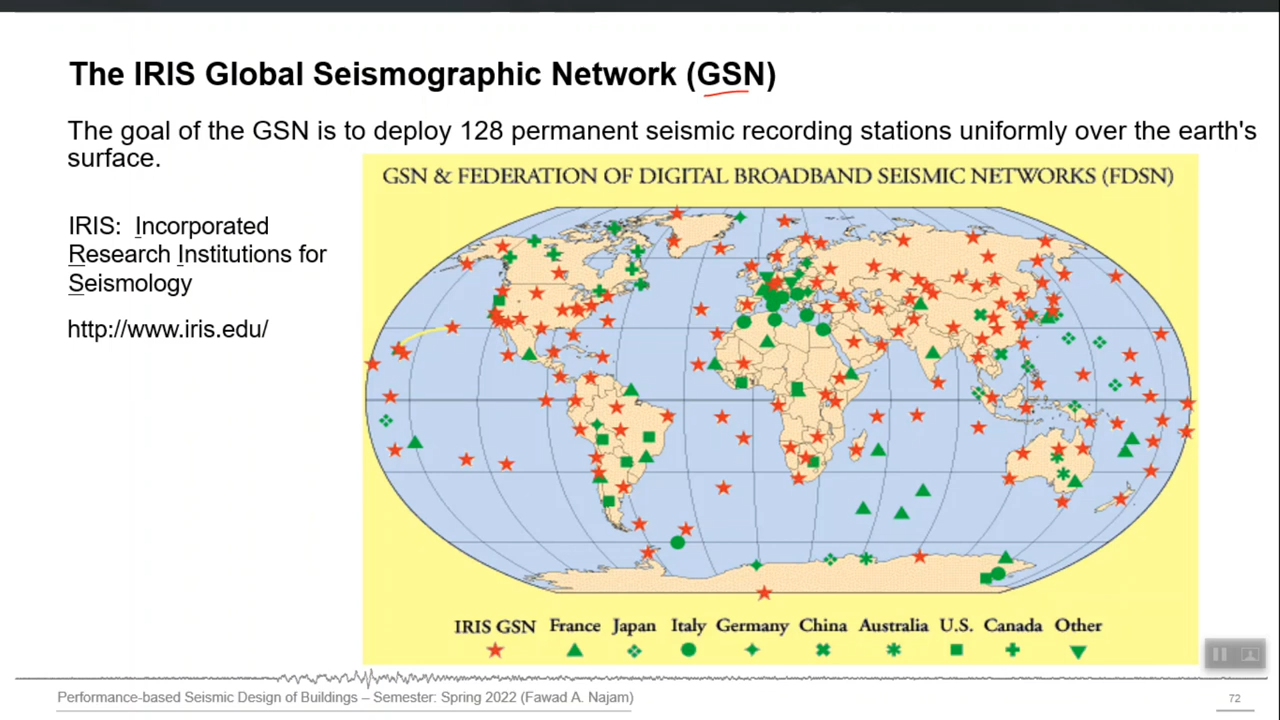 The IRIS Global Seismographic Network (GSN)
The goal of the GSN is to deploy 128 permanent seismic recording stations uniformly over the earth's
surface.
GSN & FEDERATION OF DIGITAL BROADBAND SEISMIC NETWORKS (FDSN)
IRIS: Incorporated
Research Institutions for
Seismology
http://www.iris.edu/
IRIS GSN France Japan Italy Germany China Australia U.S. Canada Other
Performance-based Seismic Design of Buildings – Semester: Spring 2022 (Fawad A. Najam)
72